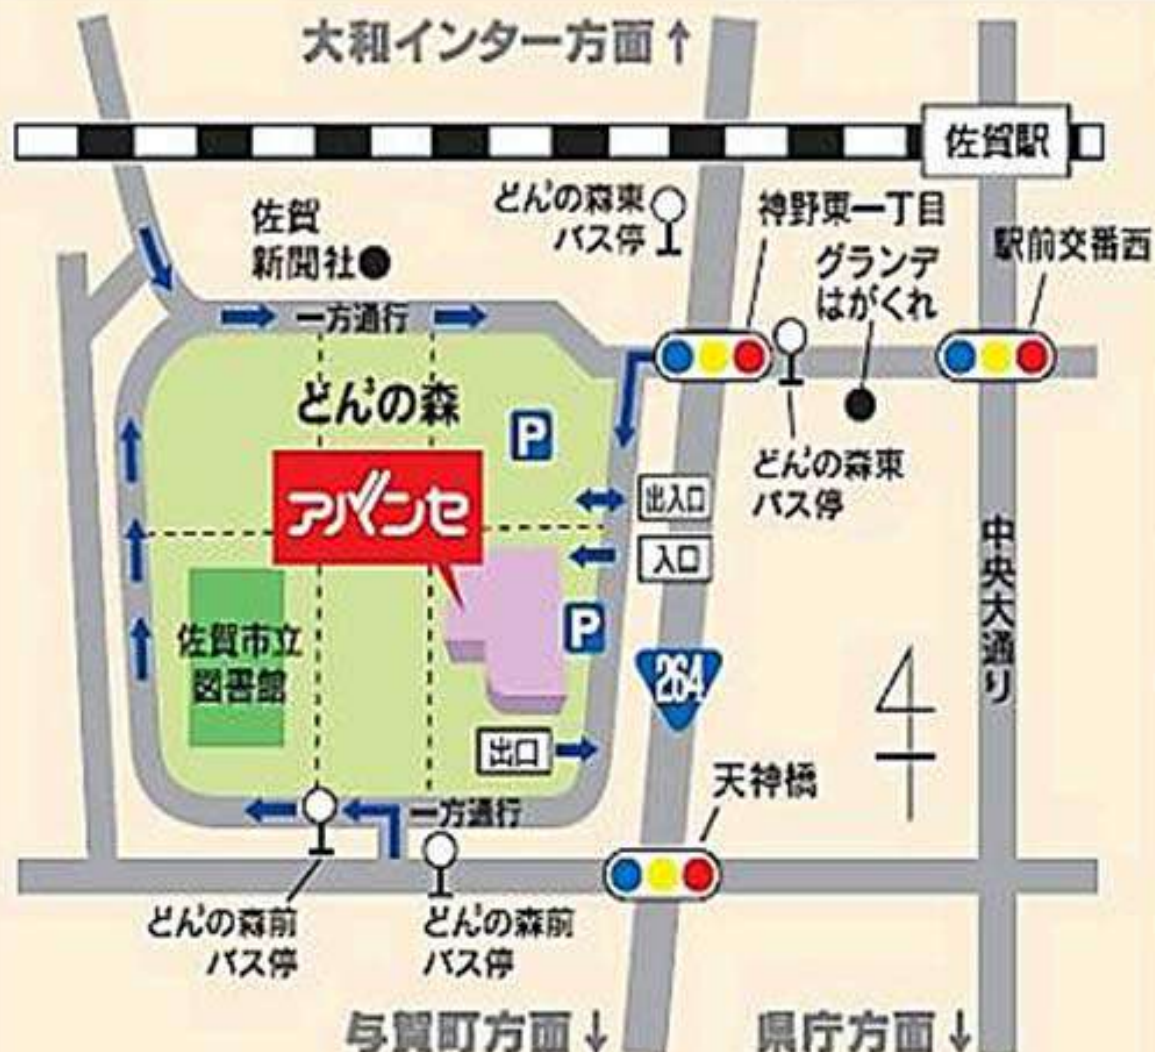 大和インター方面↑
佐賀駅
どん³の森東
バス停
神野東一丁目
佐賀
新聞社
グランデ
はがくれ
駅前交番西
一方通行
どん³の森
P
アバンセ
出入口
入口
どん³の森東
バス停
中央大通り
佐賀市立
図書館
P
264
出口
天神橋
一方通行
どん³の森前
バス停
どん³の森前
バス停
与賀町方面↓
県庁方面↓